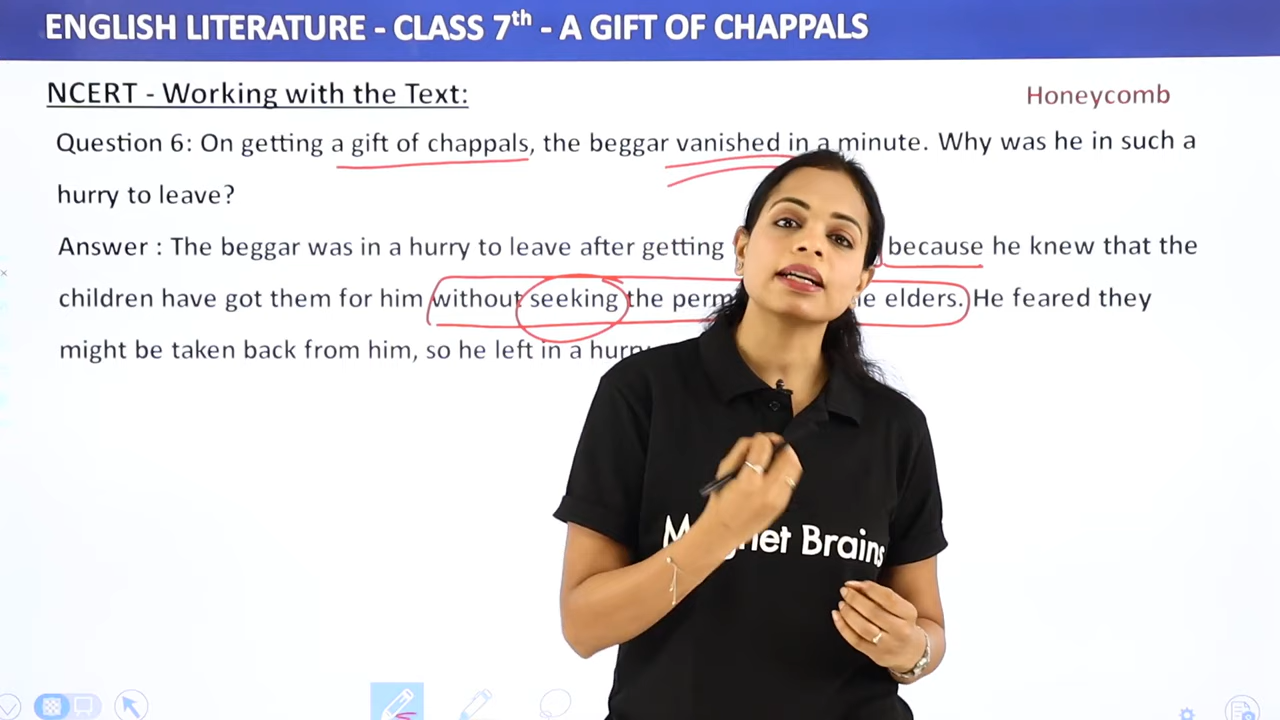 ENGLISH LITERATURE - CLASS 7th - A GIFT OF CHAPPALS
NCERT - Working with the Text:
Honeycomb
Question 6: On getting a gift of chappals, the beggar vanished in a minute. Why was he in such a
hurry to leave?
Answer : The beggar was in a hurry to leave after getting because he knew that the
children have got them for him without seeking the elders. He feared they
might be taken back from him, so he left in a
Brains